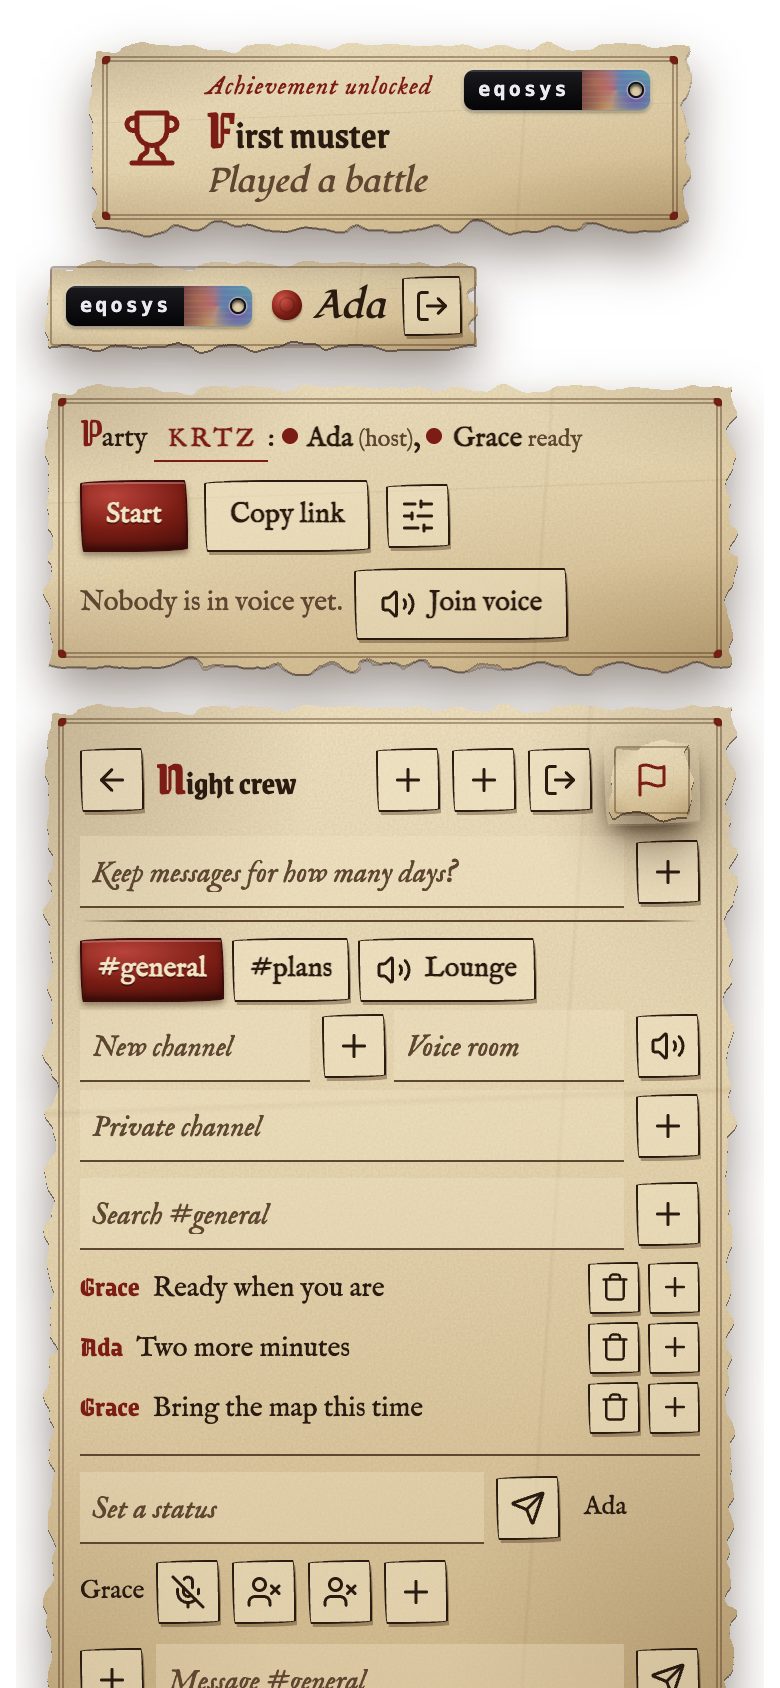 Achievement unlocked
eqosys
First muster
Played a battle
eqosys
Ada
Party KRTZ : Ada (host), Grace ready
Start
Copy link
Nobody is in voice yet.
Join voice
Night crew
Keep messages for how many days?
#general
#plans
Lounge
New channel
Voice room
Private channel
Search #general
Grace Ready when you are
Ada Two more minutes
Grace Bring the map this time
Set a status
Ada
Grace
Message #general